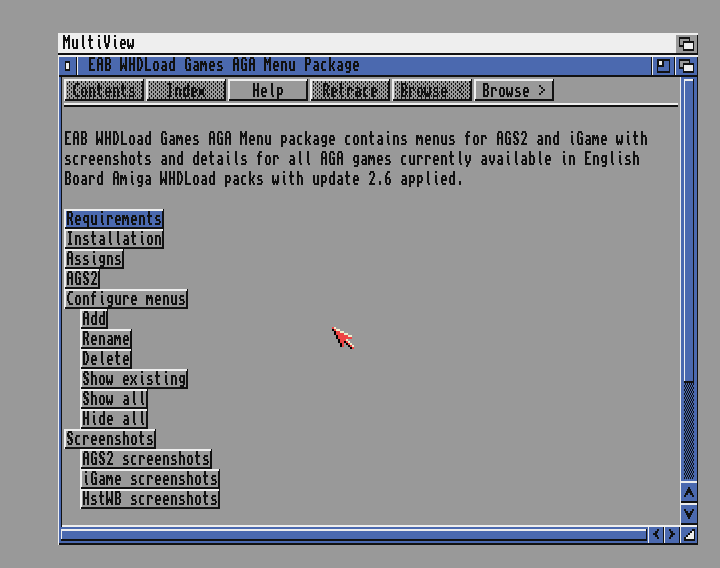 MultiView
EAB WHDLoad Games AGA Menu Package
Contents Index Help Retrace Browse < Browse >
EAB WHDLoad Games AGA Menu package contains menus for AGS2 and iGame with
screenshots and details for all AGA games currently available in English
Board Amiga WHDLoad packs with update 2.6 applied.
Requirements
Installation
Assigns
AGS2
Configure menus
Add
Rename
Delete
Show existing
Show all
Hide all
Screenshots
AGS2 screenshots
iGame screenshots
HstWB screenshots